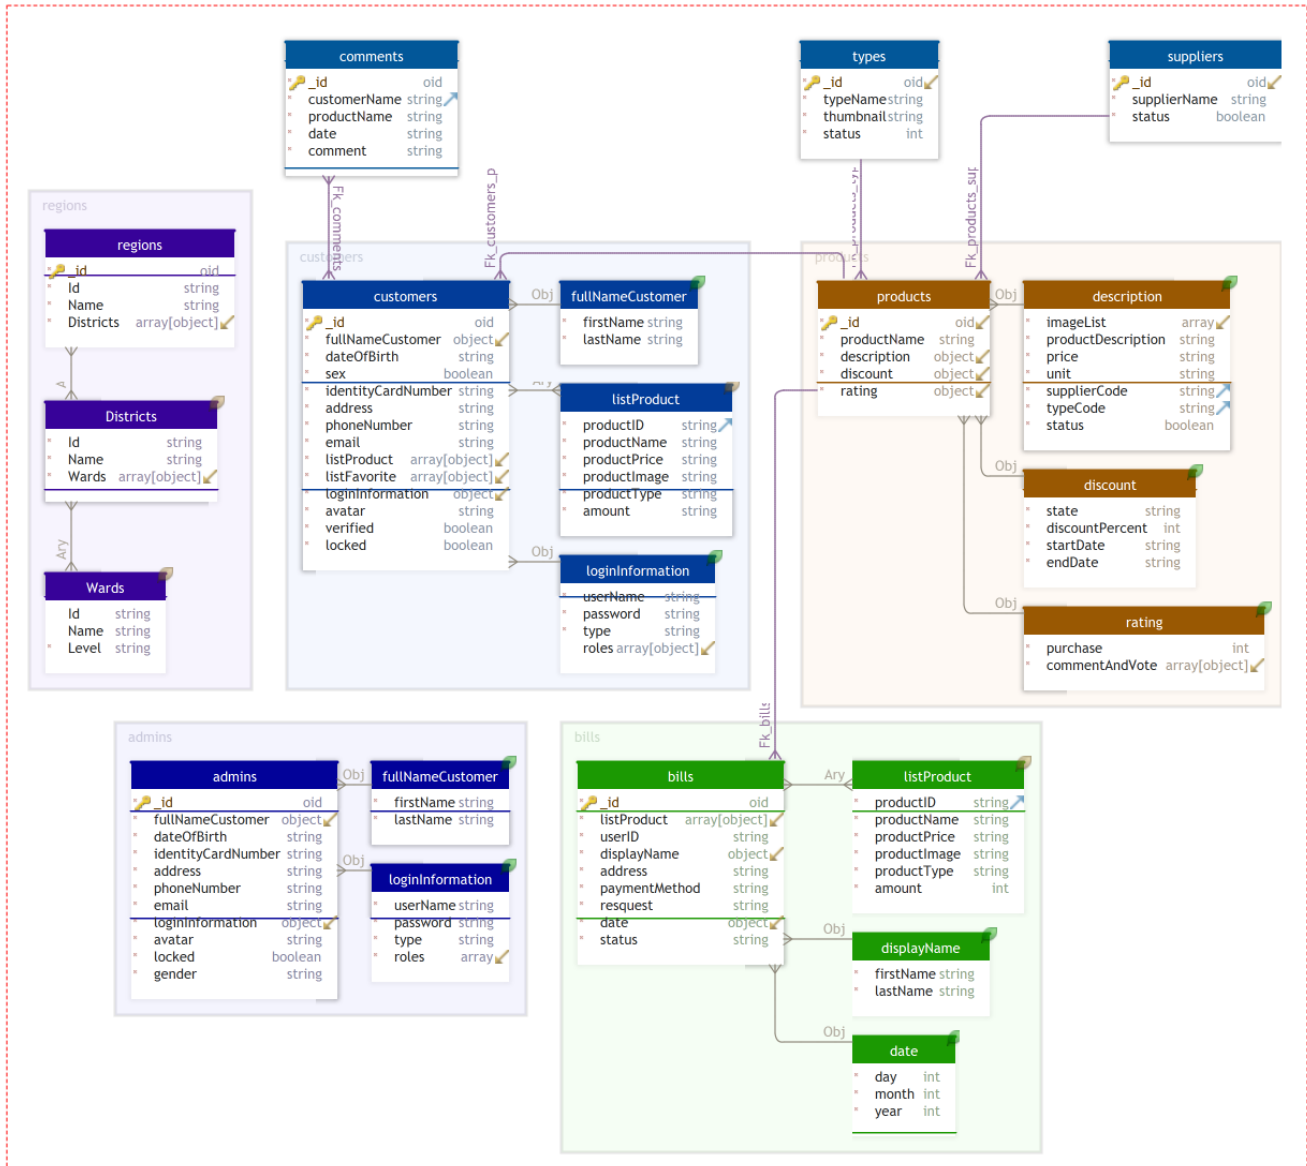 comments
_id oid
customerName string
productName string
date string
comment string
types
_id oid
typeName string
thumbnail string
status int
suppliers
_id oid
supplierName string
status boolean
Fk_comments
Fk_customers_p
Fk_products_sup
regions
regions
_id oid
Id string
Name string
Districts array[object]
A
Districts
Id string
Name string
Wards array[object]
Ary
Wards
Id string
Name string
Level string
customers
customers
_id oid
fullNameCustomer object
dateOfBirth string
sex boolean
identityCardNumber string
address string
phoneNumber string
email string
listProduct array[object]
listFavorite array[object]
loginInformation object
avatar string
verified boolean
locked boolean
Obj
fullNameCustomer
firstName string
lastName string
Ary
listProduct
productID string
productName string
productPrice string
productImage string
productType string
amount string
Obj
loginInformation
userName string
password string
type string
roles array[object]
products
products
_id oid
productName string
description object
discount object
rating object
Obj
description
imageList array
productDescription string
price string
unit string
supplierCode string
typeCode string
status boolean
Obj
discount
state string
discountPercent int
startDate string
endDate string
Obj
rating
purchase int
commentAndVote array[object]
Fk_bills
admins
admins
_id oid
fullNameCustomer object
dateOfBirth string
identityCardNumber string
address string
phoneNumber string
email string
loginInformation object
avatar string
locked boolean
gender string
Obj
fullNameCustomer
firstName string
lastName string
Obj
loginInformation
userName string
password string
type string
roles array
bills
bills
_id oid
listProduct array[object]
userID string
displayName object
address string
paymentMethod string
resquest string
date object
status string
Ary
listProduct
productID string
productName string
productPrice string
productImage string
productType string
amount int
Obj
displayName
firstName string
lastName string
Obj
date
day int
month int
year int